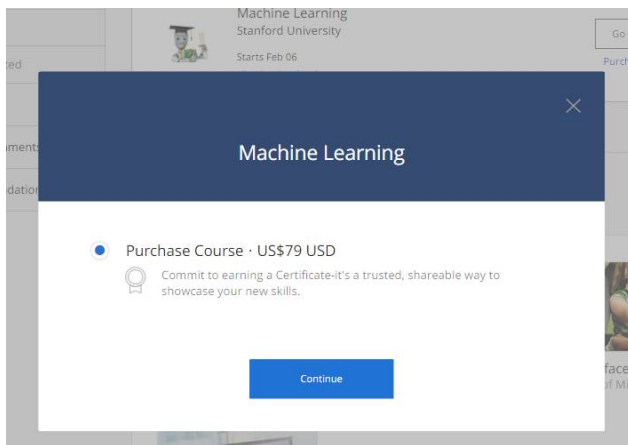 Machine Learning
Stanford University
Starts Feb 06
Go
Purch
ted
Machine Learning
ments
dation
Purchase Course · US$79 USD
Commit to earning a Certificate-it's a trusted, shareable way to
showcase your new skills.
Continue
face
of Mi